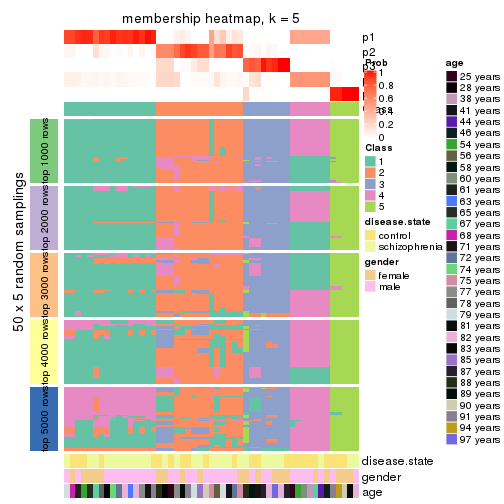 membership heatmap, k = 5
50 x 5 random samplings
top 1000 rows
top 2000 rows
top 3000 rows
top 4000 rows
top 5000 rows
p1
p2
p3
disease.state
gender
age
Prob
1
0.8
0.6
0.4
0.2
0
Class
1
2
3
4
5
disease.state
control
schizophrenia
gender
female
male
age
25 years
28 years
38 years
41 years
44 years
46 years
54 years
56 years
58 years
60 years
61 years
63 years
65 years
67 years
68 years
71 years
72 years
74 years
75 years
77 years
78 years
79 years
81 years
82 years
83 years
85 years
87 years
88 years
89 years
90 years
91 years
94 years
97 years